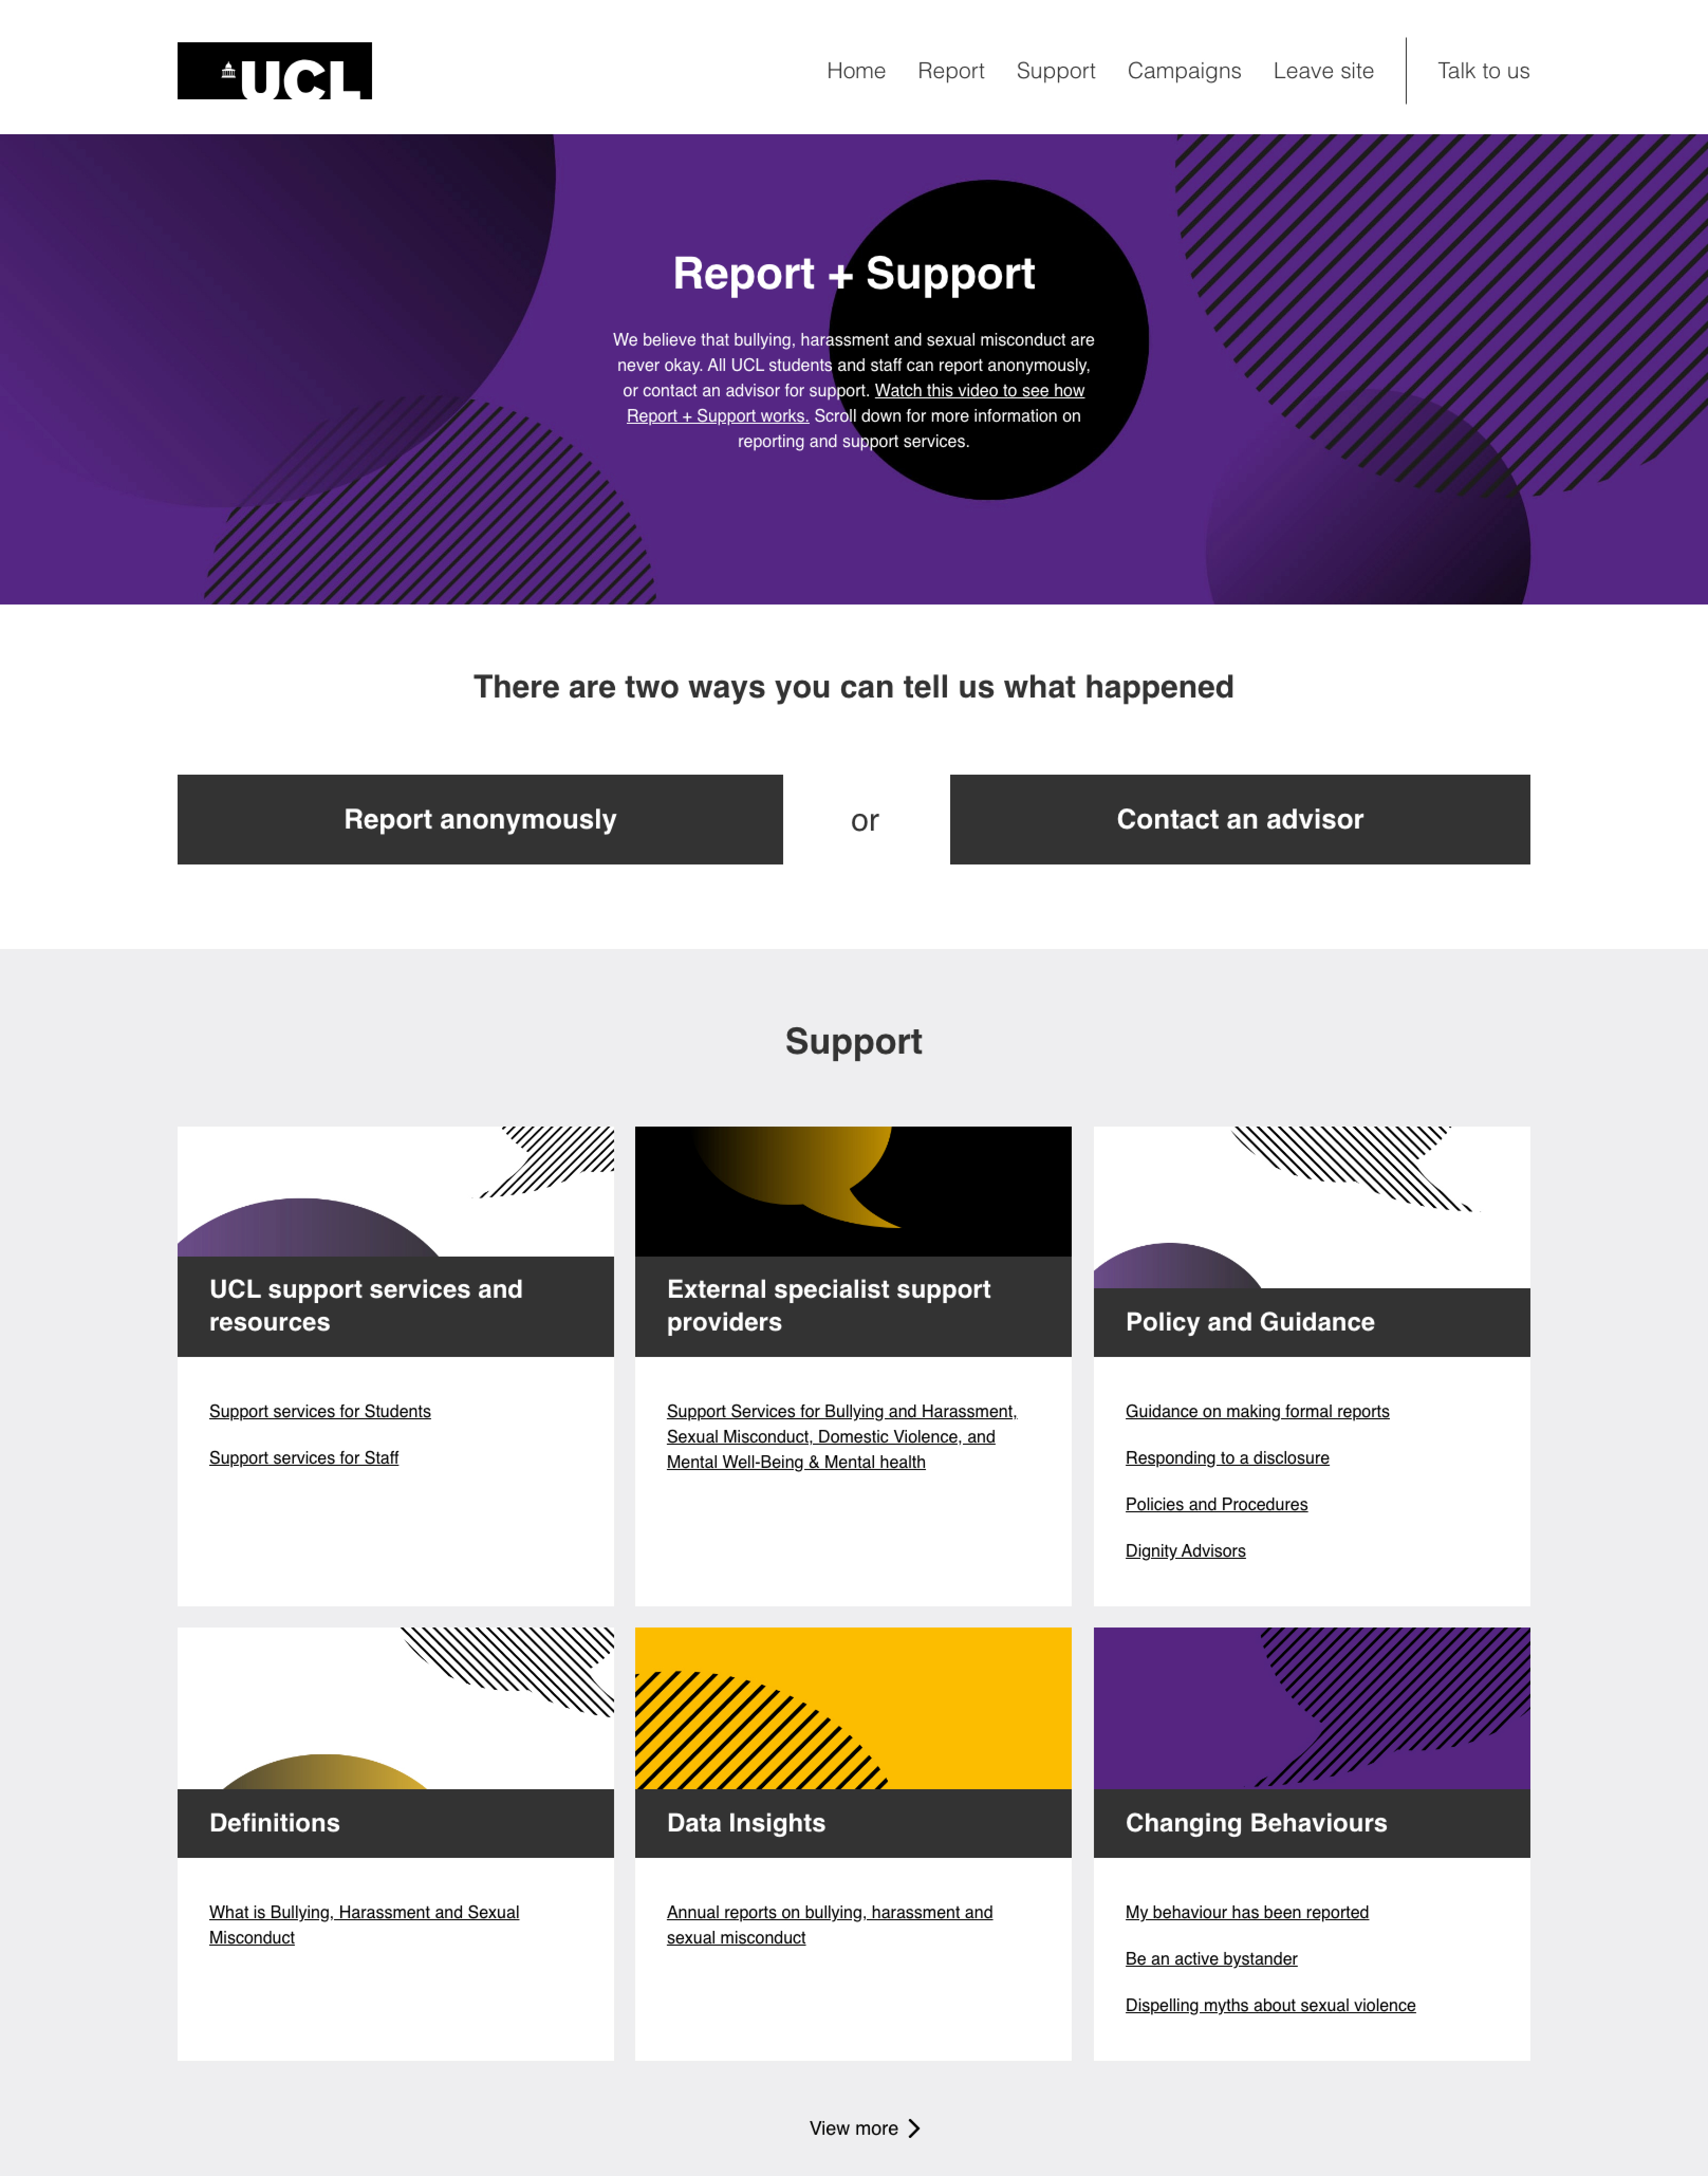 UCL
Home Report Support Campaigns Leave site Talk to us
Report + Support
We believe that bullying, harassment and sexual misconduct are
never okay. All UCL students and staff can report anonymously,
or contact an advisor for support. Watch this video to see how
Report + Support works. Scroll down for more information on
reporting and support services.
There are two ways you can tell us what happened
Report anonymously
or
Contact an advisor
Support
UCL support services and
resources
Support services for Students
Support services for Staff
External specialist support
providers
Support Services for Bullying and Harassment,
Sexual Misconduct, Domestic Violence, and
Mental Well-Being & Mental health
Policy and Guidance
Guidance on making formal reports
Responding to a disclosure
Policies and Procedures
Dignity Advisors
Definitions
What is Bullying, Harassment and Sexual
Misconduct
Data Insights
Annual reports on bullying, harassment and
sexual misconduct
Changing Behaviours
My behaviour has been reported
Be an active bystander
Dispelling myths about sexual violence
View more